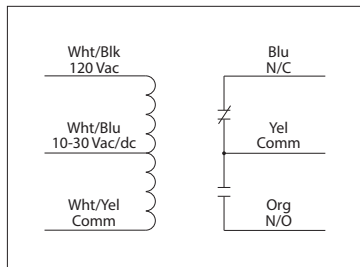 Wht/Blk
120 Vac
Wht/Blu
10-30 Vac/dc
Wht/Yel
Comm
Blu
N/C
Yel
Comm
Org
N/O